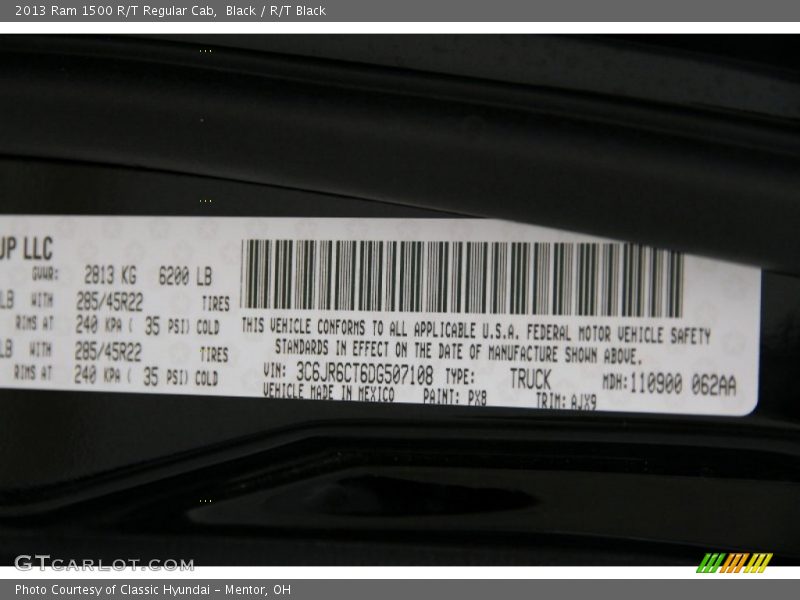 2013 Ram 1500 R/T Regular Cab,  Black / R/T Black
UP LLC
GVWR: 2813 KG 6200 LB
LB WITH 285/45R22 TIRES
RIMS AT 240 KPA ( 35 PSI) COLD
LB WITH 285/45R22 TIRES
RIMS AT 240 KPA ( 35 PSI) COLD
THIS VEHICLE CONFORMS TO ALL APPLICABLE U.S.A. FEDERAL MOTOR VEHICLE SAFETY
STANDARDS IN EFFECT ON THE DATE OF MANUFACTURE SHOWN ABOVE.
VIN: 3C6JR6CT6DG507108 TYPE: TRUCK MDH:110900 062AA
VEHICLE MADE IN MEXICO PAINT: PX8 TRIM: AJX9
GTCARLOT.COM
Photo Courtesy of Classic Hyundai - Mentor, OH